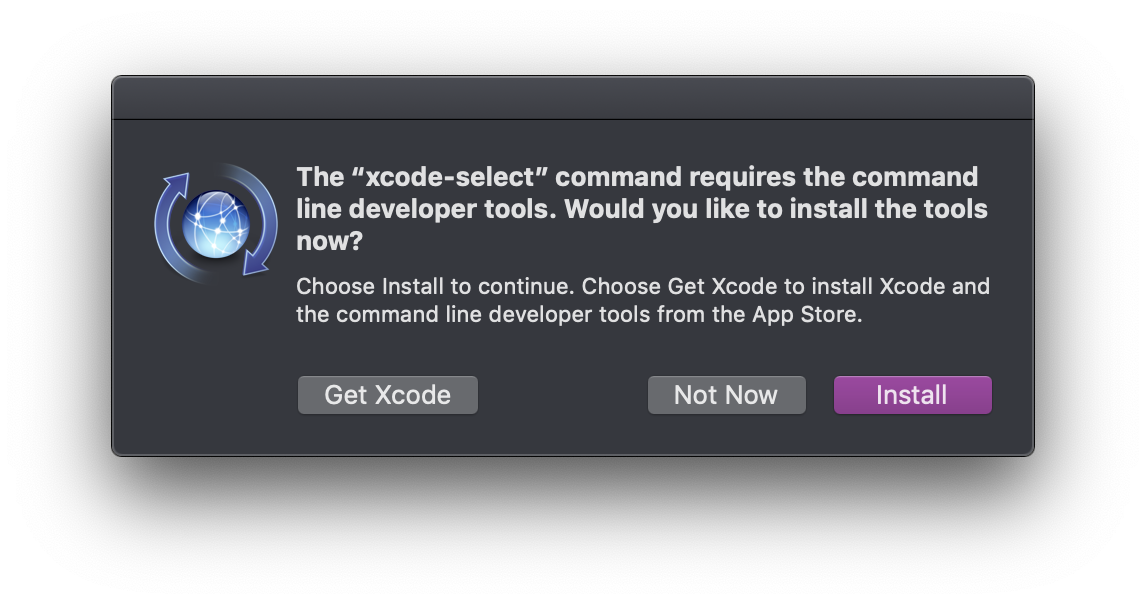 The “xcode-select” command requires the command
line developer tools. Would you like to install the tools
now?
Choose Install to continue. Choose Get Xcode to install Xcode and
the command line developer tools from the App Store.
Get Xcode
Not Now
Install